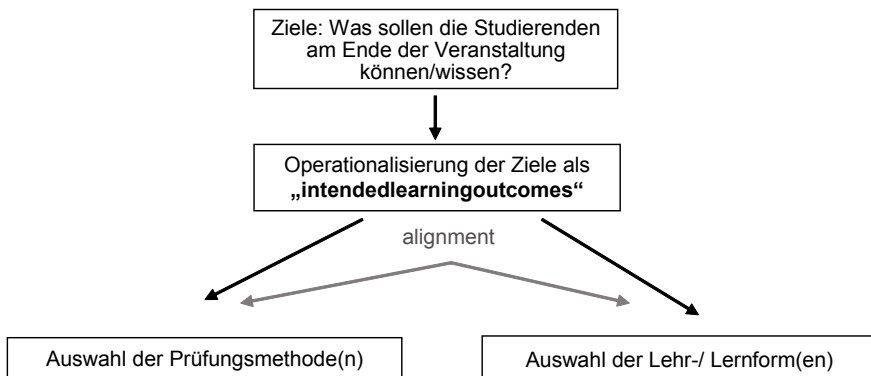 Ziele: Was sollen die Studierenden
am Ende der Veranstaltung
können/wissen?
Operationalisierung der Ziele als
„intendedlearningoutcomes“
alignment
Auswahl der Prüfungsmethode(n)
Auswahl der Lehr-/ Lernform(en)